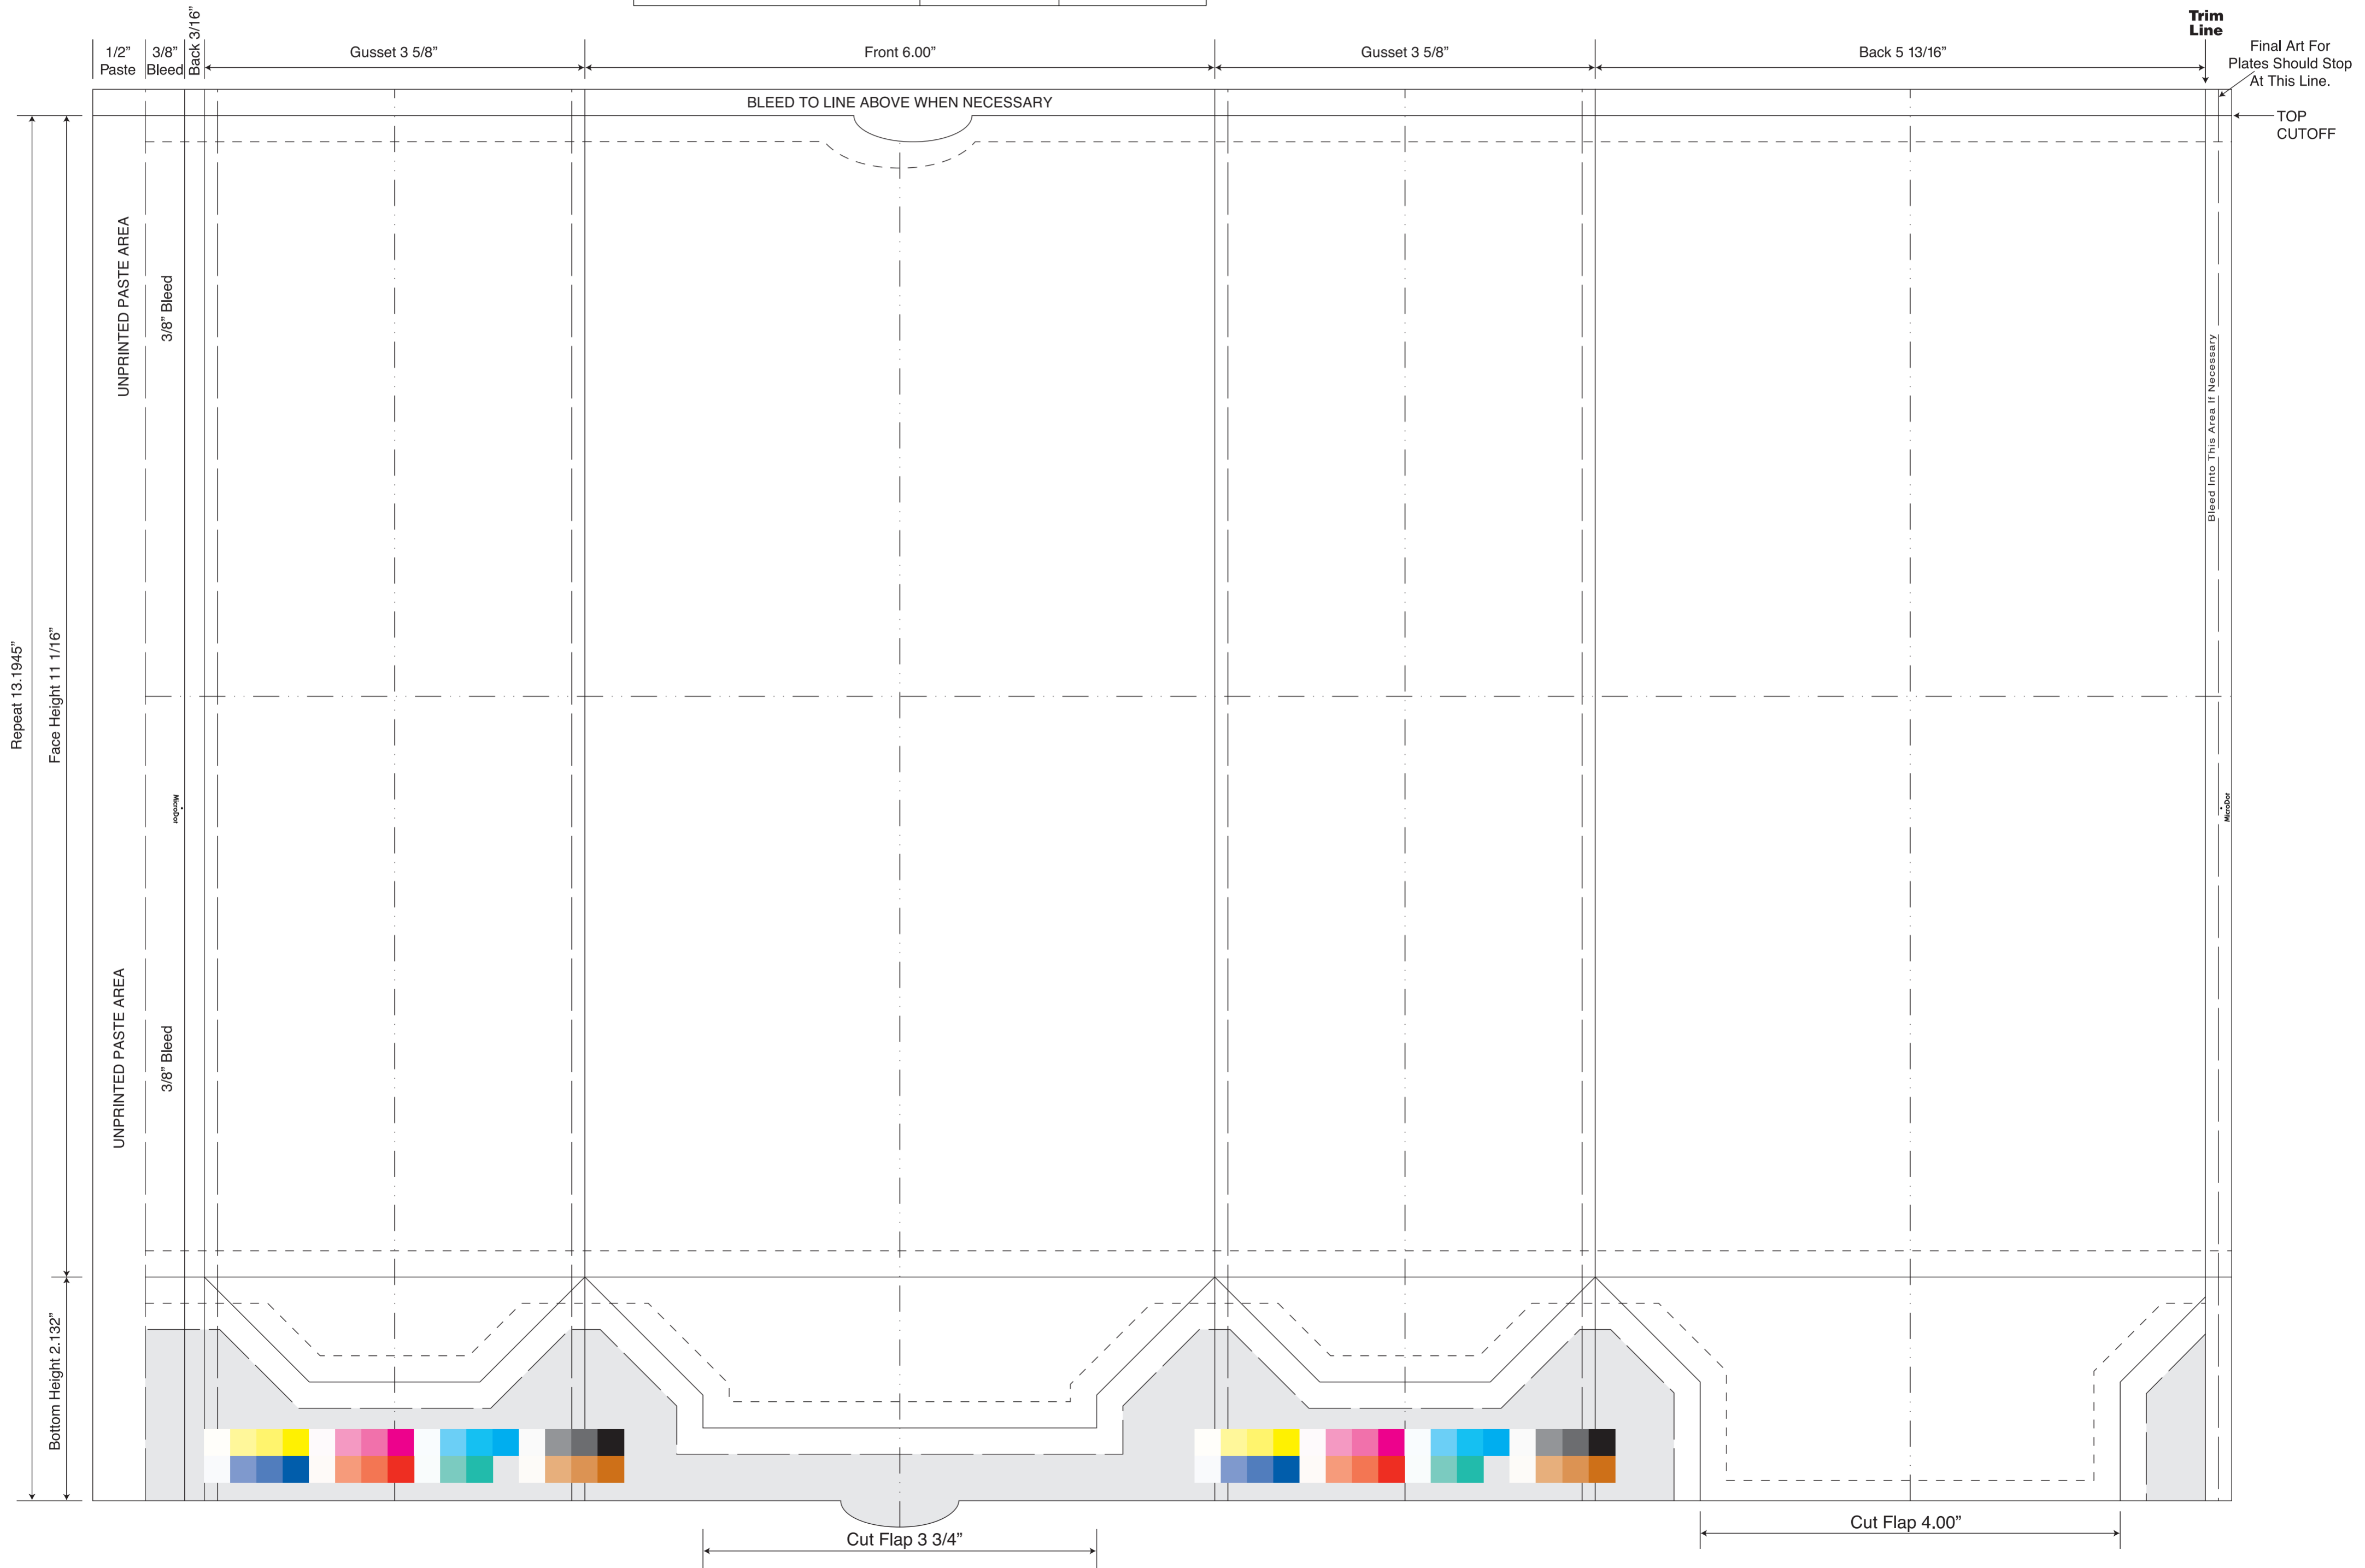 Trim
Line
1/2”
Paste
3/8”
Bleed
Back 3/16”
Gusset 3 5/8”
Front 6.00”
Gusset 3 5/8”
Back 5 13/16”
Final Art For
Plates Should Stop
At This Line.
BLEED TO LINE ABOVE WHEN NECESSARY
TOP
CUTOFF
UNPRINTED PASTE AREA
3/8” Bleed
Bleed Into This Area If Necessary
Repeat 13.1945”
Face Height 11 1/16”
MicroDot
MicroDot
UNPRINTED PASTE AREA
3/8” Bleed
Bottom Height 2.132”
Cut Flap 3 3/4”
Cut Flap 4.00”